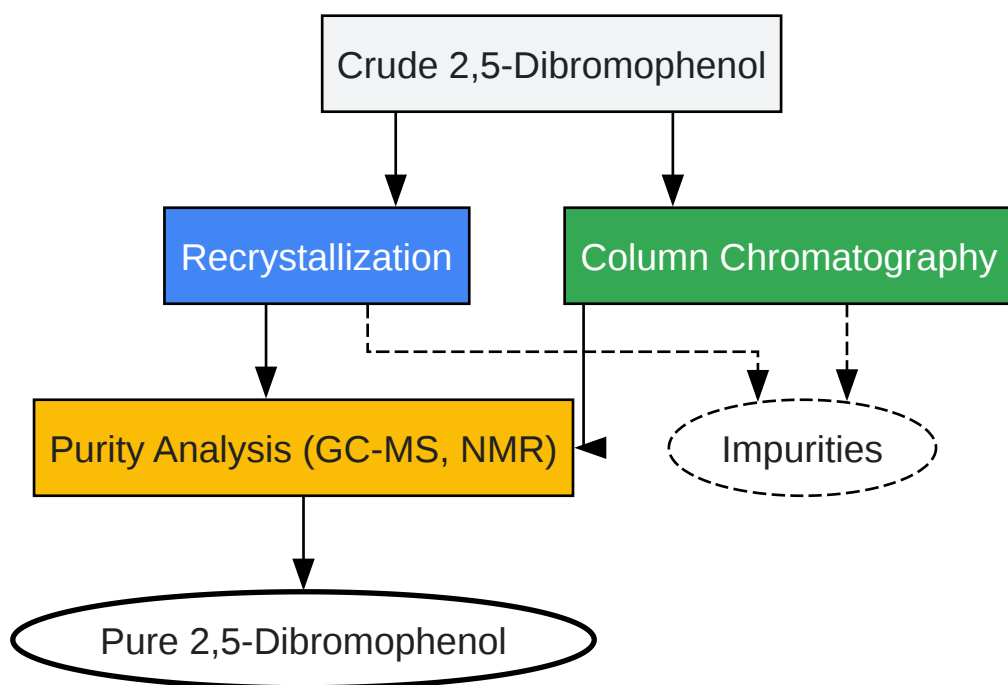 Crude 2,5-Dibromophenol
Recrystallization
Column Chromatography
Purity Analysis (GC-MS, NMR)
Impurities
Pure 2,5-Dibromophenol